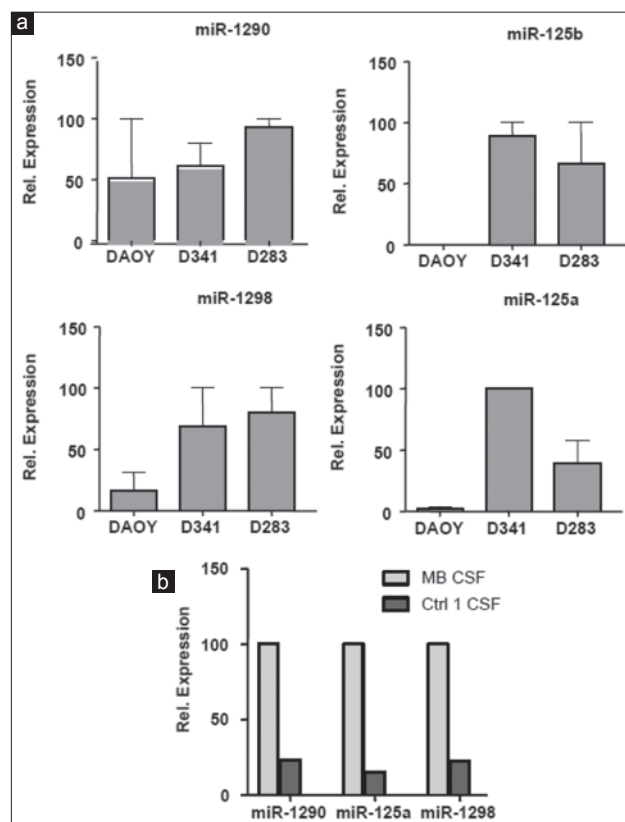 a
miR-1290
Rel. Expression
150
100
50
0
DAOY D341 D283
miR-125b
Rel. Expression
150
100
50
0
DAOY D341 D283
miR-1298
Rel. Expression
150
100
50
0
DAOY D341 D283
miR-125a
Rel. Expression
150
100
50
0
DAOY D341 D283
b
Rel. Expression
150
100
50
0
MB CSF
Ctrl 1 CSF
miR-1290 miR-125a miR-1298